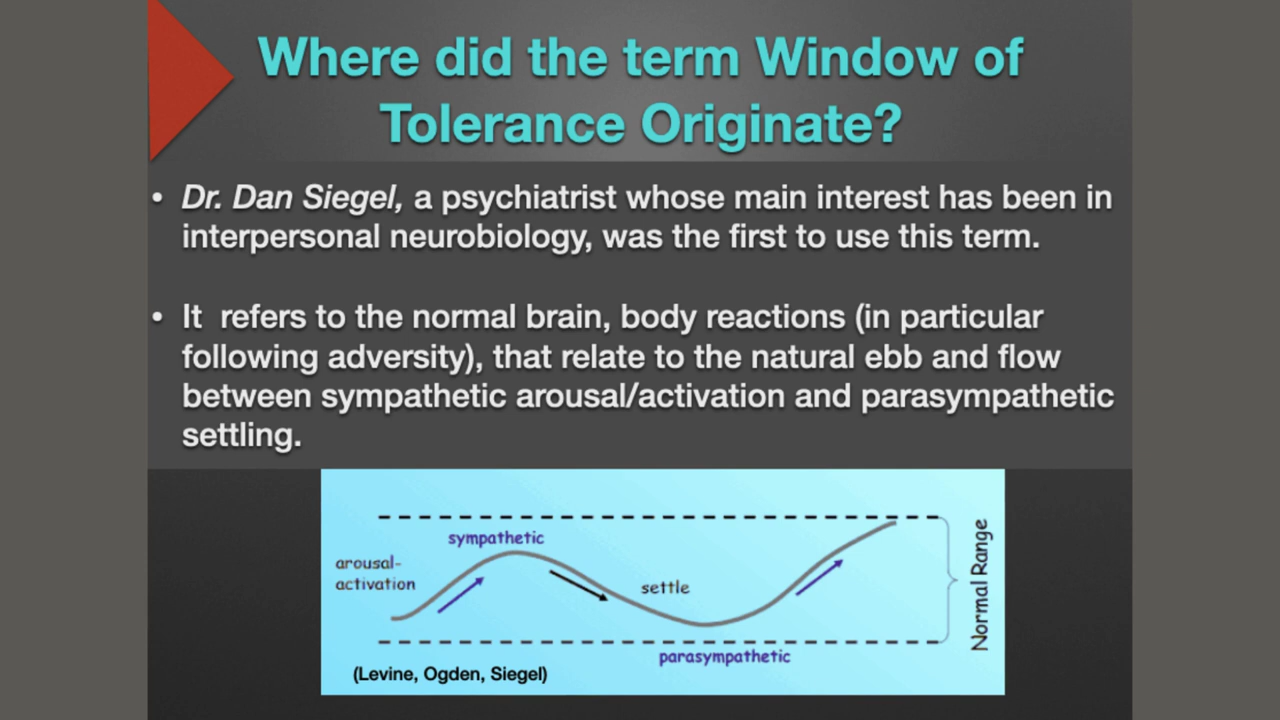 Where did the term Window of
Tolerance Originate?
• Dr. Dan Siegel, a psychiatrist whose main interest has been in
interpersonal neurobiology, was the first to use this term.
• It  refers to the normal brain, body reactions (in particular
following adversity), that relate to the natural ebb and flow
between sympathetic arousal/activation and parasympathetic
settling.
sympathetic
arousal-
activation
settle
parasympathetic
Normal Range
(Levine, Ogden, Siegel)